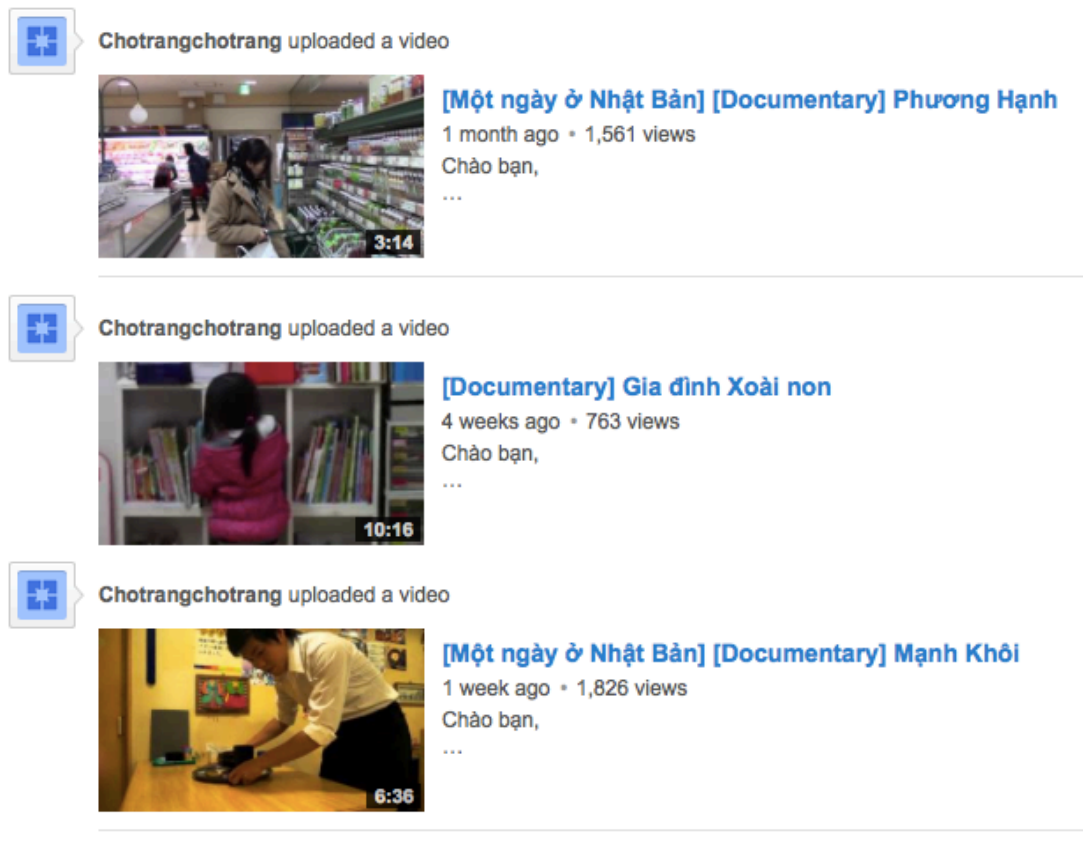 Chotrangchotrang uploaded a video
[Một ngày ở Nhật Bản] [Documentary] Phương Hạnh
1 month ago • 1,561 views
Chào bạn,
...
3:14
Chotrangchotrang uploaded a video
[Documentary] Gia đình Xoài non
4 weeks ago • 763 views
Chào bạn,
...
10:16
Chotrangchotrang uploaded a video
[Một ngày ở Nhật Bản] [Documentary] Mạnh Khôi
1 week ago • 1,826 views
Chào bạn,
...
6:36